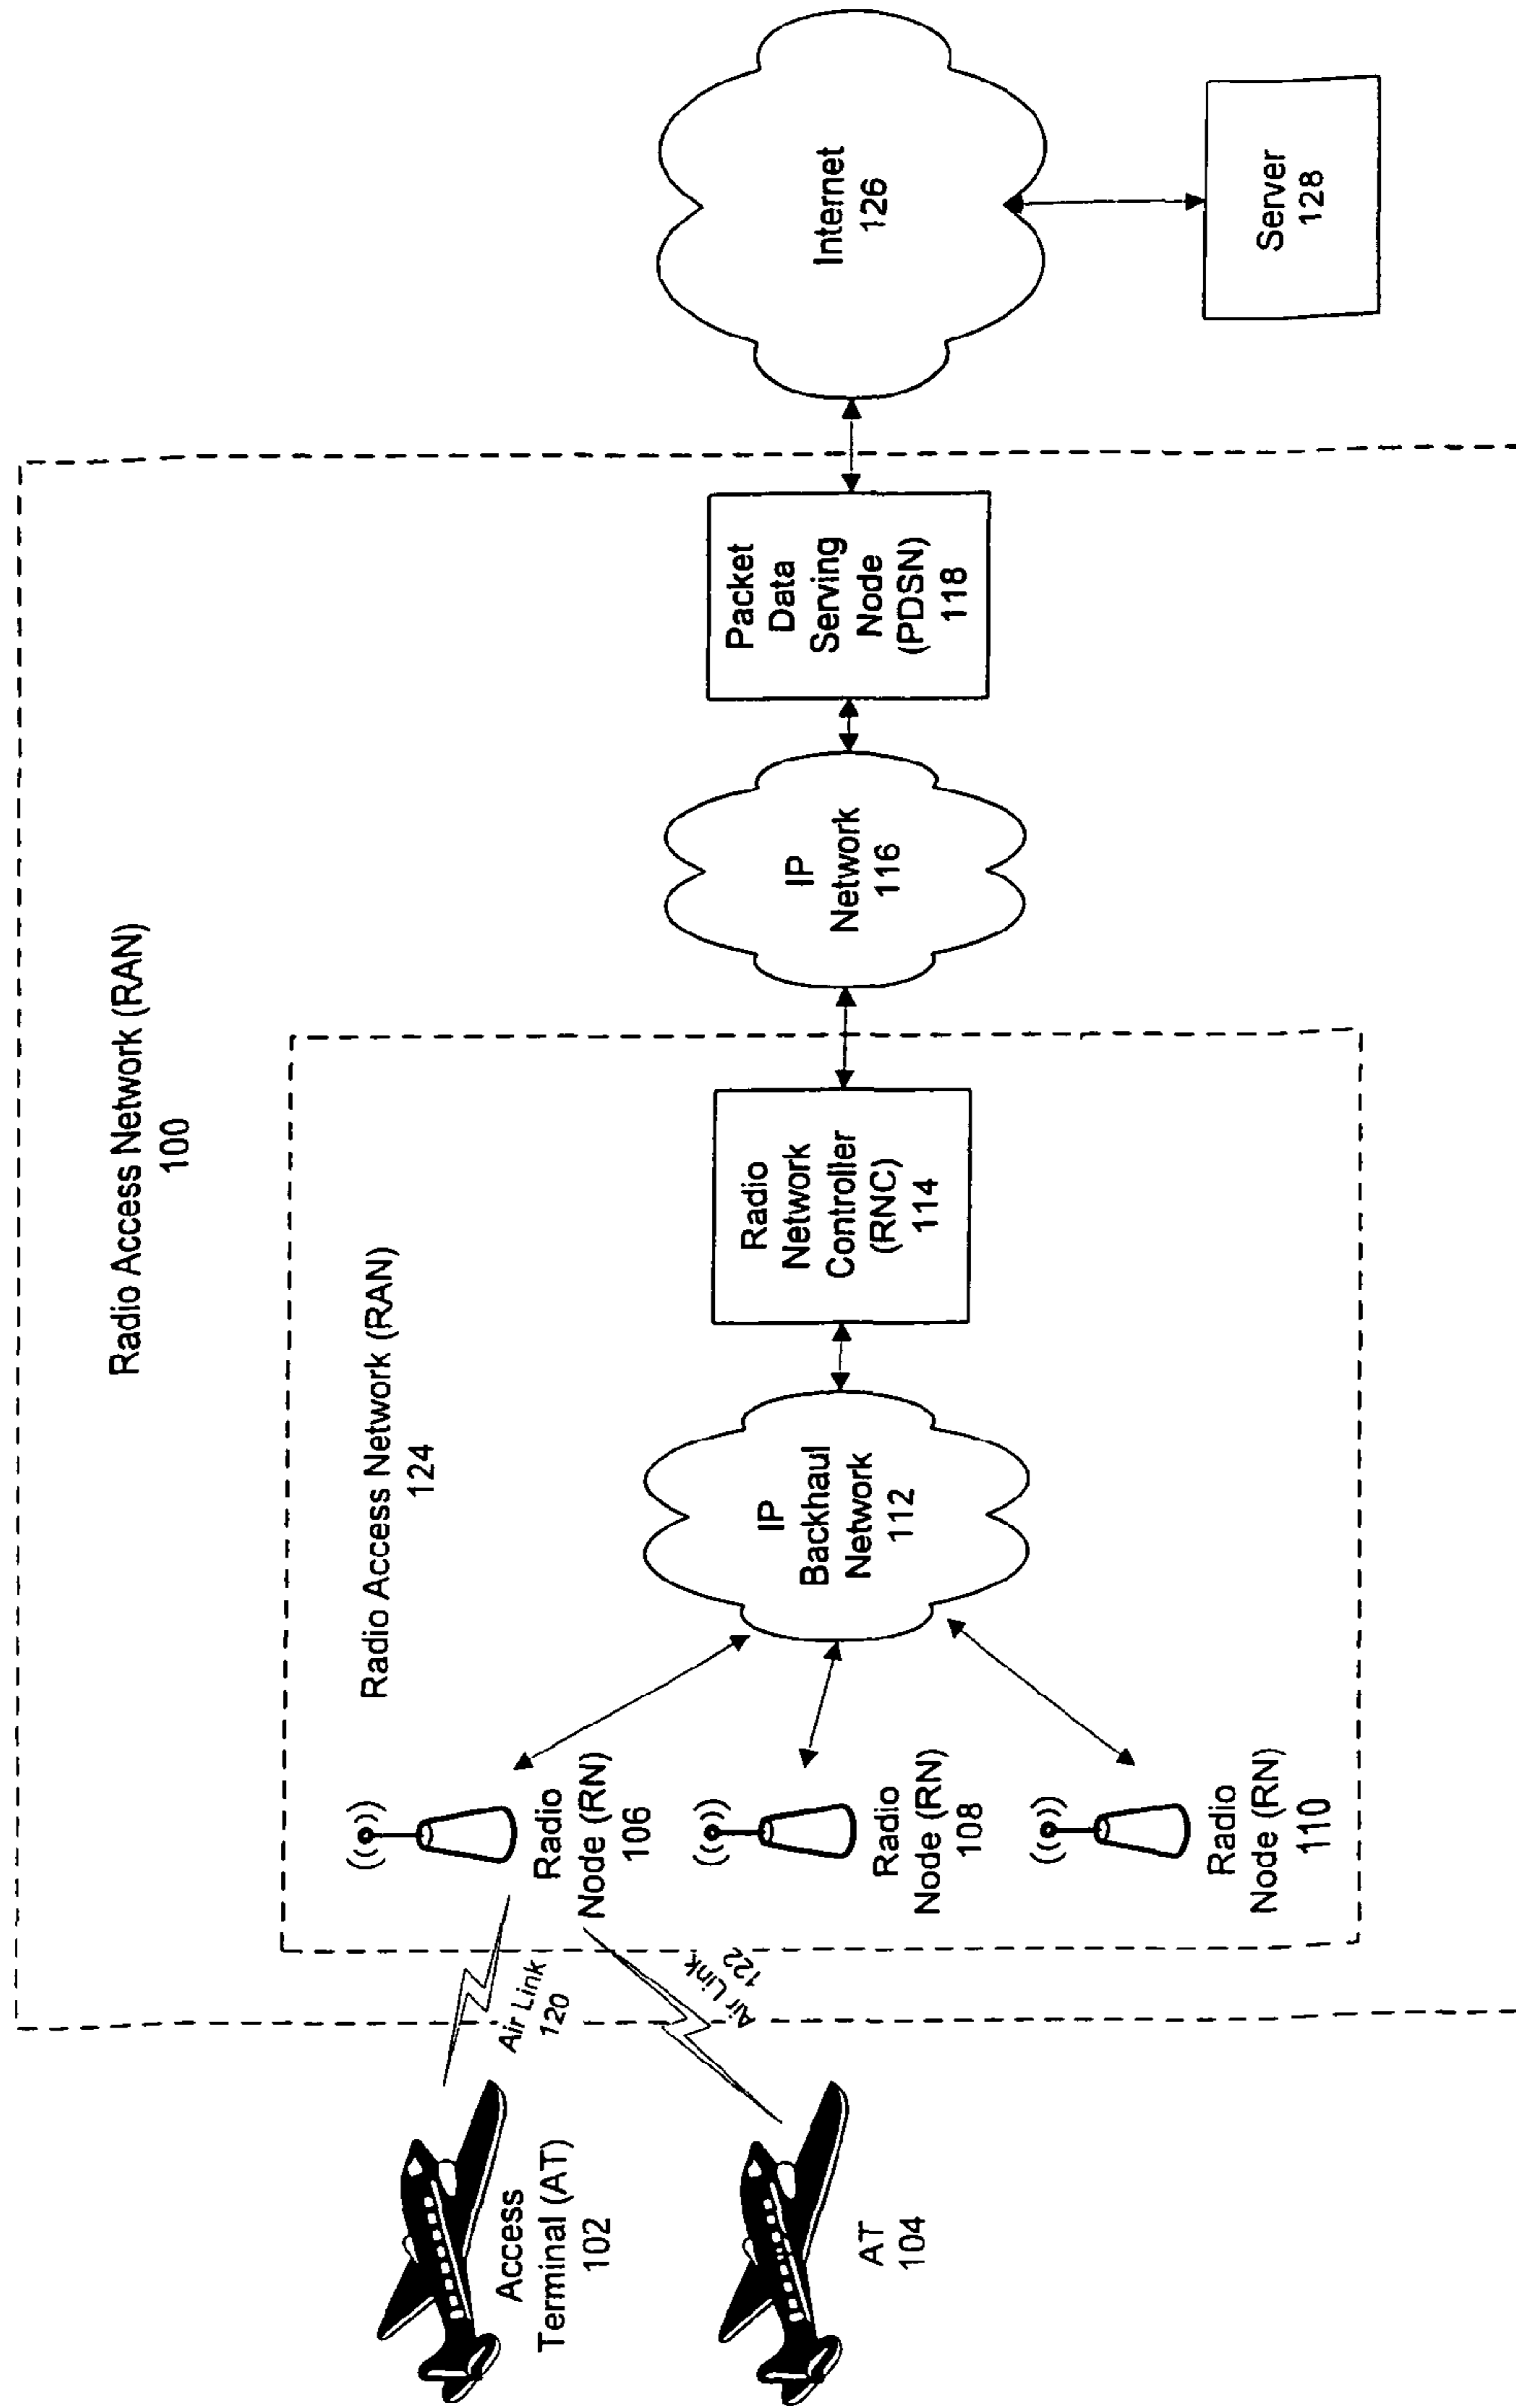 Radio Access Network (RAN)
100
Radio Access Network (RAN)
124
Access
Terminal (AT)
102
AT
104
Air Link
120
Air Link
122
Radio
Node (RN)
106
Radio
Node (RN)
108
Radio
Node (RN)
110
IP
Backhaul
Network
112
Radio
Network
Controller
(RNC)
114
IP
Network
116
Packet
Data
Serving
Node
(PDSN)
118
Internet
126
Server
128